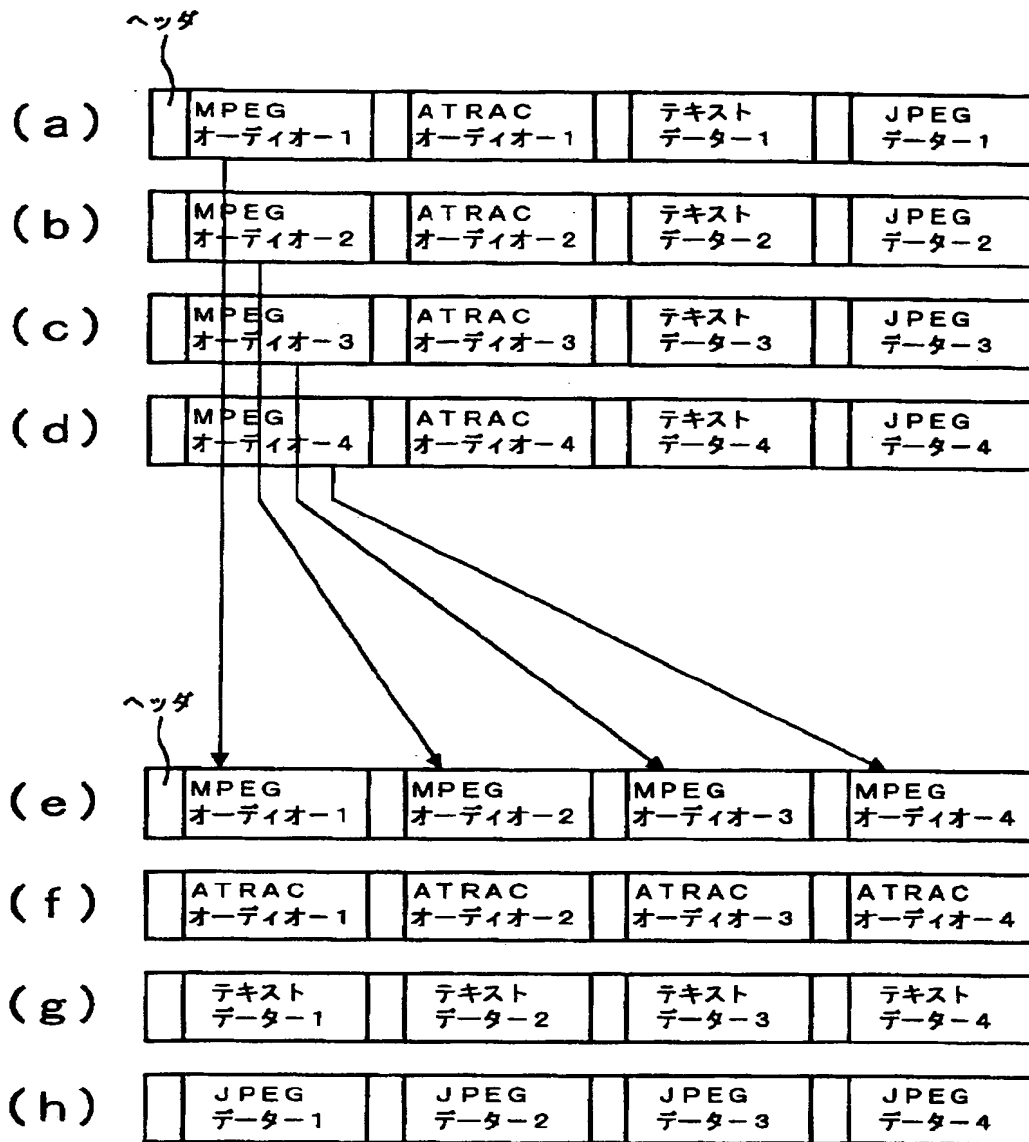 ヘッダ
(a) MPEG ATRAC テキスト JPEG
オーディオー1 オーディオー1 データー1 データー1
(b) MPEG ATRAC テキスト JPEG
オーディオー2 オーディオー2 データー2 データー2
(c) MPEG ATRAC テキスト JPEG
オーディオー3 オーディオー3 データー3 データー3
(d) MPEG ATRAC テキスト JPEG
オーディオー4 オーディオー4 データー4 データー4
ヘッダ
(e) MPEG MPEG MPEG MPEG
オーディオー1 オーディオー2 オーディオー3 オーディオー4
(f) ATRAC ATRAC ATRAC ATRAC
オーディオー1 オーディオー2 オーディオー3 オーディオー4
(g) テキスト テキスト テキスト テキスト
データー1 データー2 データー3 データー4
(h) JPEG JPEG JPEG JPEG
データー1 データー2 データー3 データー4